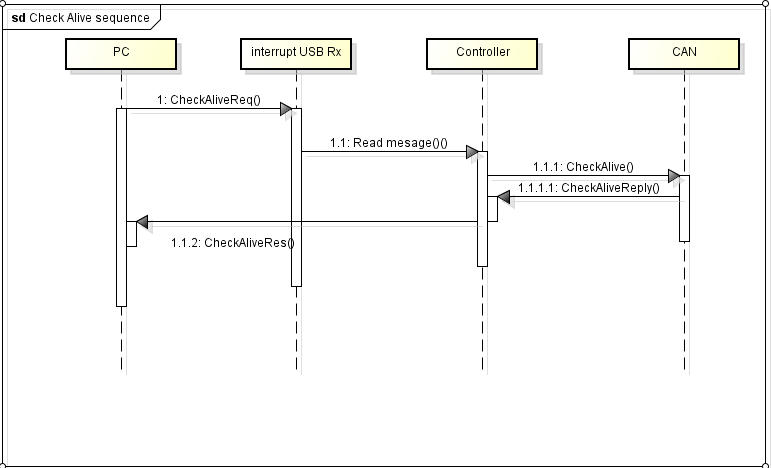 sd Check Alive sequence
PC
interrupt USB Rx
Controller
CAN
1: CheckAliveReq()
1.1: Read mesage()()
1.1.1: CheckAlive()
1.1.1.1: CheckAliveReply()
1.1.2: CheckAliveRes()